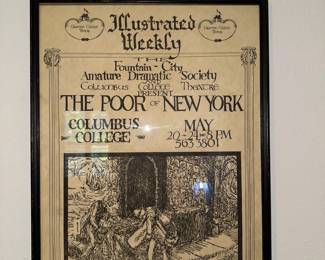 Illustrated
Weekly
THE
Fountain - City
Amature Dramatic Society
Columbus College Theatre
PRESENT
THE POOR OF NEW YORK
COLUMBUS
COLLEGE
MAY
20-24-8 PM
563 3801